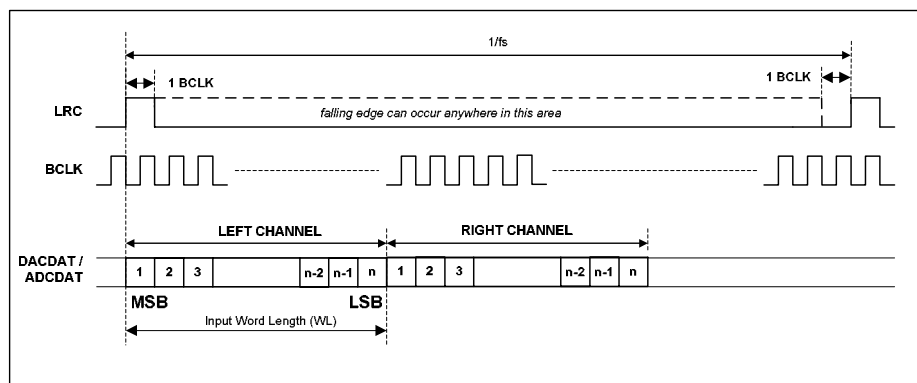 1/fs
1 BCLK
1 BCLK
LRC
falling edge can occur anywhere in this area
BCLK
LEFT CHANNEL
RIGHT CHANNEL
DACDAT /
ADCDAT
1 2 3 n-2 n-1 n 1 2 3 n-2 n-1 n
MSB LSB
Input Word Length (WL)